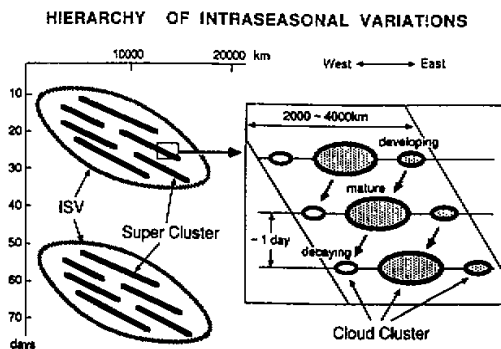 HIERARCHY OF INTRASEASONAL VARIATIONS
10000
20000 km
West
East
10
20
30
40
50
60
70
days
ISV
Super Cluster
2000 ~ 4000km
developing
mature
~ 1 day
decaying
Cloud Cluster